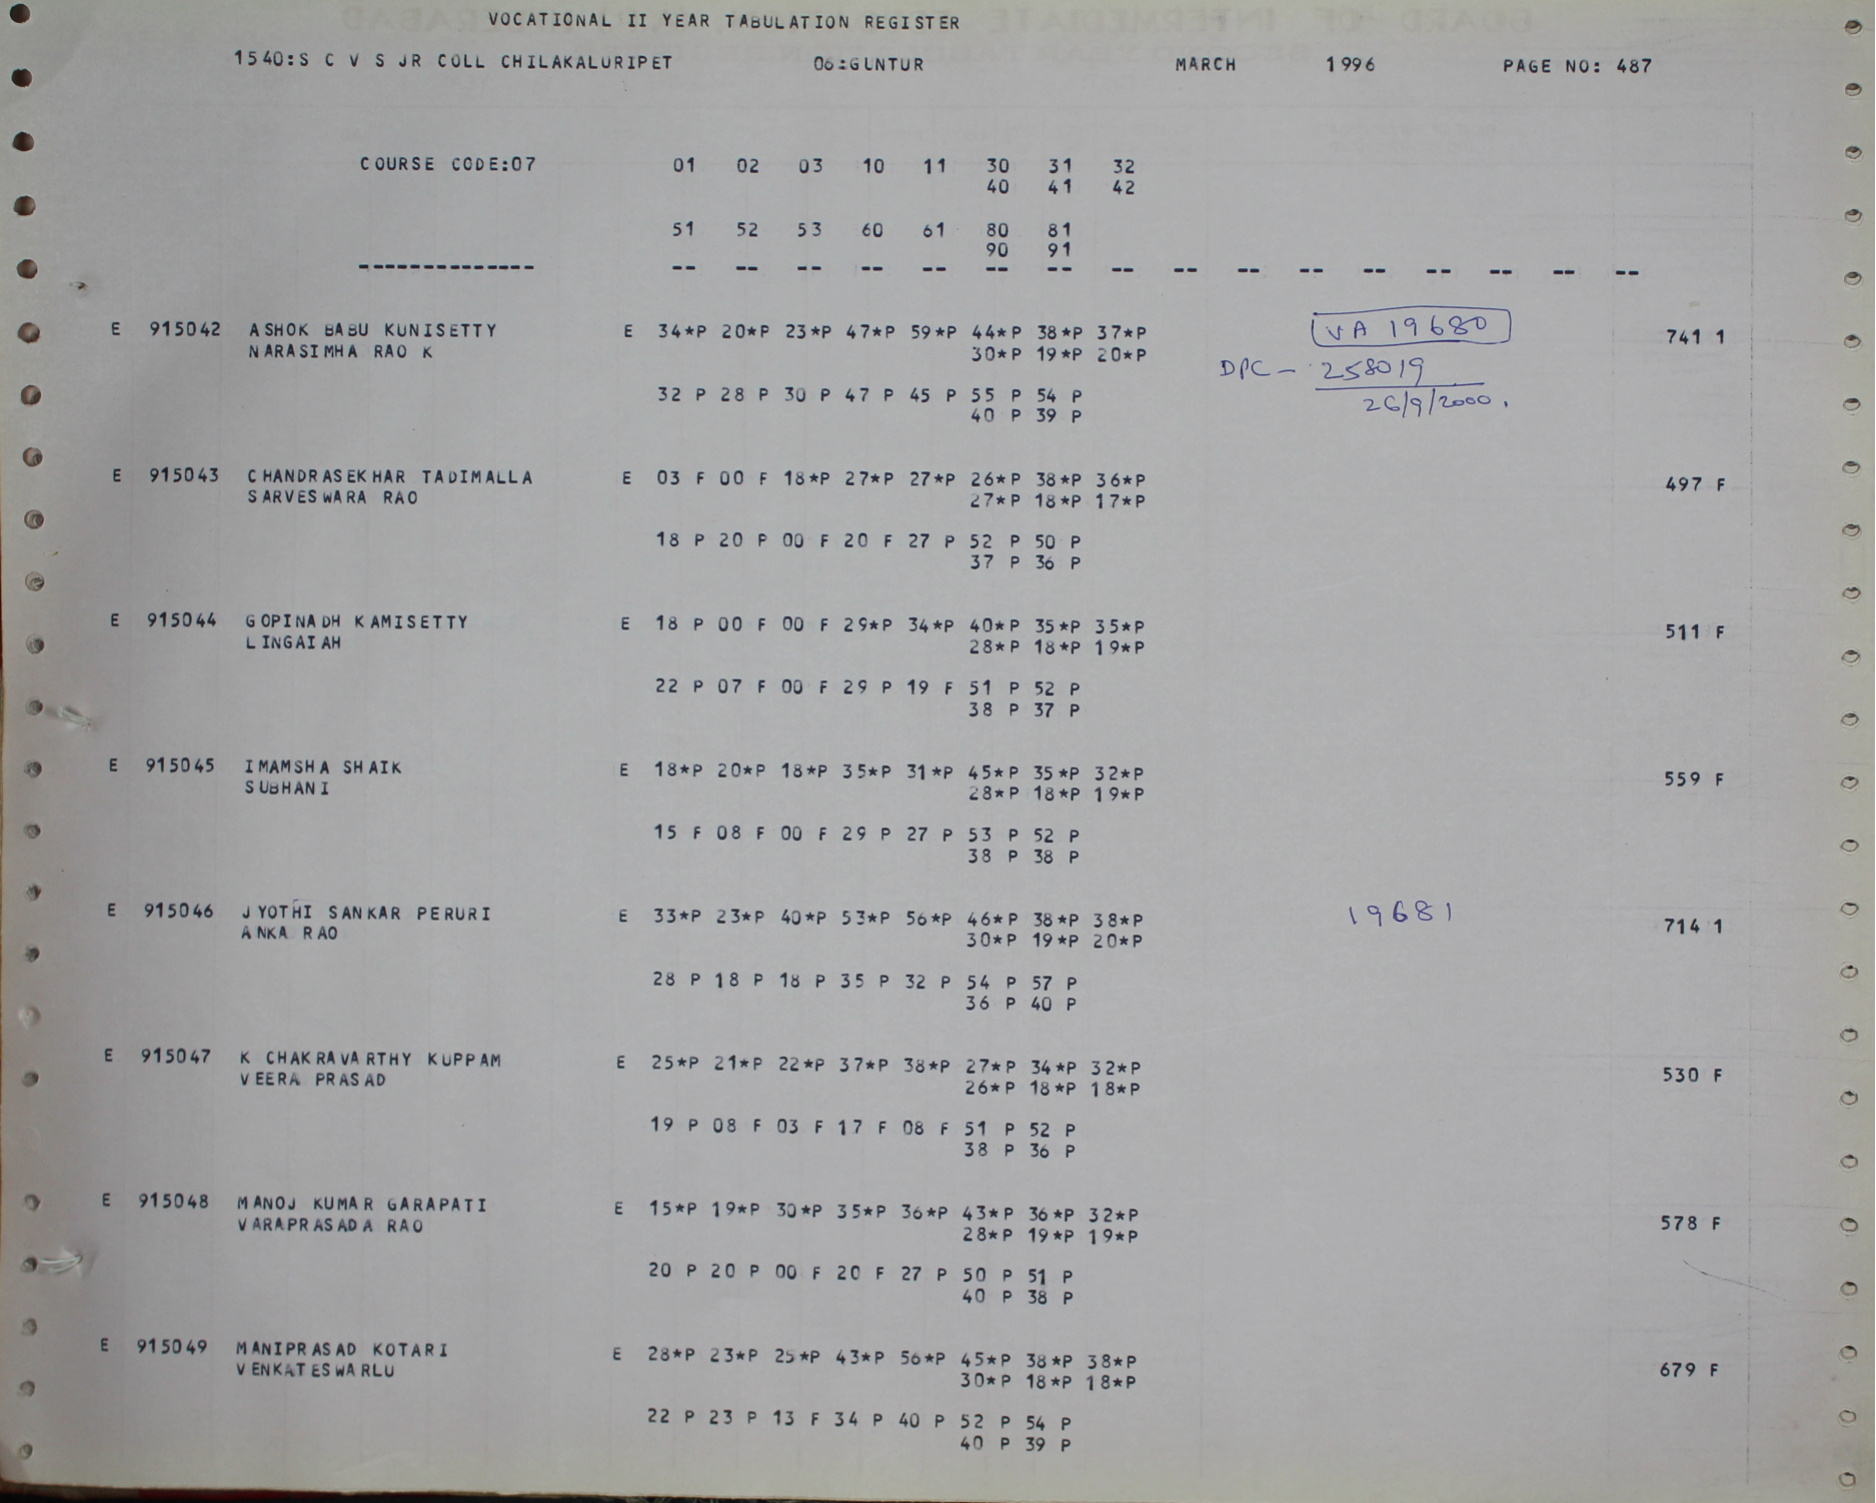 VOCATIONAL II YEAR TABULATION REGISTER
1540:S C V S JR COLL CHILAKALURIPET 06:GUNTUR MARCH 1996 PAGE NO: 487
COURSE CODE:07 01 02 03 10 11 30 31 32
40 41 42
51 52 53 60 61 80 81
90 91
-------------- -- -- -- -- -- -- -- -- -- -- -- -- -- -- -- --
E 915042 ASHOK BABU KUNISETTY E 34*P 20*P 23*P 47*P 59*P 44*P 38*P 37*P VA 19680 741 1
NARASIMHA RAO K 30*P 19*P 20*P
DPC - 258019
32 P 28 P 30 P 47 P 45 P 55 P 54 P
26/9/2000.
40 P 39 P
E 915043 CHANDRASEKHAR TADIMALLA E 03 F 00 F 18*P 27*P 27*P 26*P 38*P 36*P 497 F
SARVESWARA RAO 27*P 18*P 17*P
18 P 20 P 00 F 20 F 27 P 52 P 50 P
37 P 36 P
E 915044 GOPINADH KAMISETTY E 18 P 00 F 00 F 29*P 34*P 40*P 35*P 35*P 511 F
LINGAIAH 28*P 18*P 19*P
22 P 07 F 00 F 29 P 19 F 51 P 52 P
38 P 37 P
E 915045 IMAMSHA SHAIK E 18*P 20*P 18*P 35*P 31*P 45*P 35*P 32*P 559 F
SUBHANI 28*P 18*P 19*P
15 F 08 F 00 F 29 P 27 P 53 P 52 P
38 P 38 P
E 915046 JYOTHI SANKAR PERURI E 33*P 23*P 40*P 53*P 56*P 46*P 38*P 38*P 19681 714 1
ANKA RAO 30*P 19*P 20*P
28 P 18 P 18 P 35 P 32 P 54 P 57 P
36 P 40 P
E 915047 K CHAKRAVARTHY KUPPAM E 25*P 21*P 22*P 37*P 38*P 27*P 34*P 32*P 530 F
VEERA PRASAD 26*P 18*P 18*P
19 P 08 F 03 F 17 F 08 F 51 P 52 P
38 P 36 P
E 915048 MANOJ KUMAR GARAPATI E 15*P 19*P 30*P 35*P 36*P 43*P 36*P 32*P 578 F
VARAPRASADA RAO 28*P 19*P 19*P
20 P 20 P 00 F 20 F 27 P 50 P 51 P
40 P 38 P
E 915049 MANIPRASAD KOTARI E 28*P 23*P 25*P 43*P 56*P 45*P 38*P 38*P 679 F
VENKATESWARLU 30*P 18*P 18*P
22 P 23 P 13 F 34 P 40 P 52 P 54 P
40 P 39 P